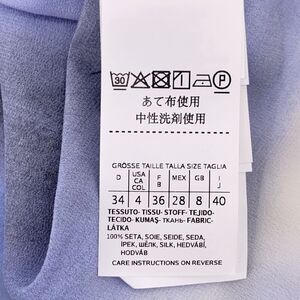 30
P
あて布使用
中性洗剤使用
GRÖSSE TAILLE TALLA SIZE TAGLIA
D USA CA COL F B MEX GB I J
34 4 36 28 8 40
TESSUTO- TISSU- STOFF- TEJIDO-
TECIDO- KUMAŞ- ТКАНЬ- FABRIC-
LÁTKA
100% SETA, SOIE, SEIDE, SEDA,
İPEK, ШЁЛК, SILK, HEDVÁBÍ,
HODVÁB
CARE INSTRUCTIONS ON REVERSE